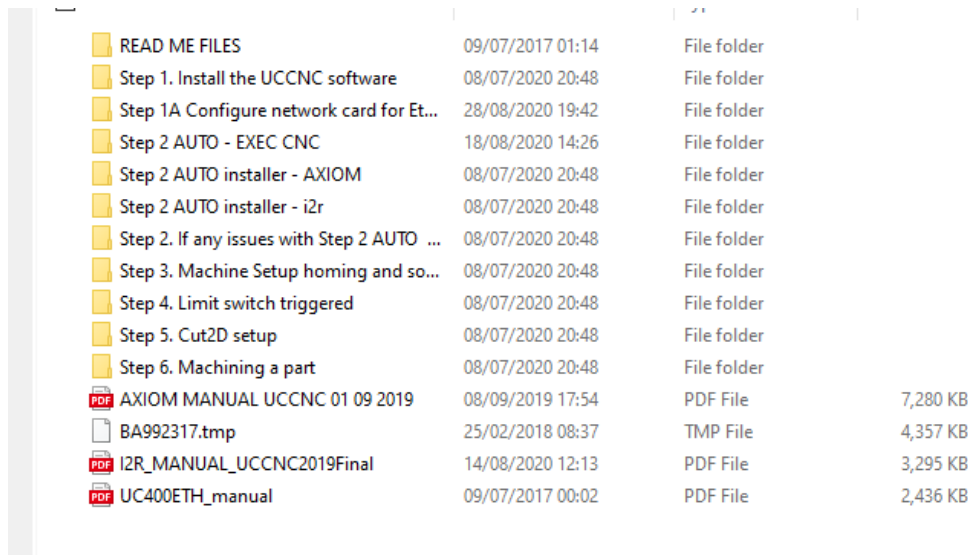 READ ME FILES 09/07/2017 01:14 File folder
Step 1. Install the UCCNC software 08/07/2020 20:48 File folder
Step 1A Configure network card for Et... 28/08/2020 19:42 File folder
Step 2 AUTO - EXEC CNC 18/08/2020 14:26 File folder
Step 2 AUTO installer - AXIOM 08/07/2020 20:48 File folder
Step 2 AUTO installer - i2r 08/07/2020 20:48 File folder
Step 2. If any issues with Step 2 AUTO ... 08/07/2020 20:48 File folder
Step 3. Machine Setup homing and so... 08/07/2020 20:48 File folder
Step 4. Limit switch triggered 08/07/2020 20:48 File folder
Step 5. Cut2D setup 08/07/2020 20:48 File folder
Step 6. Machining a part 08/07/2020 20:48 File folder
PDF AXIOM MANUAL UCCNC 01 09 2019 08/09/2019 17:54 PDF File 7,280 KB
BA992317.tmp 25/02/2018 08:37 TMP File 4,357 KB
PDF I2R_MANUAL_UCCNC2019Final 14/08/2020 12:13 PDF File 3,295 KB
PDF UC400ETH_manual 09/07/2017 00:02 PDF File 2,436 KB